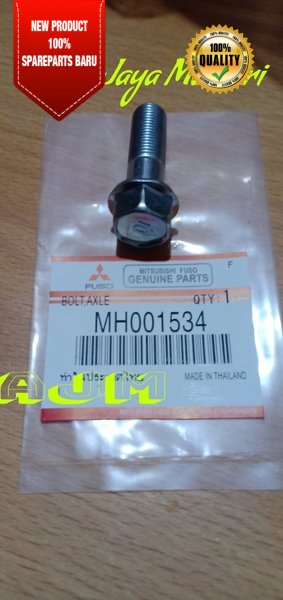 NEW PRODUCT
100%
SPAREPARTS BARU
100%
QUALITY
Jaya
FUSO
MITSUBISHI FUSO
GENUINE PARTS
F
BOLT,AXLE
QTY: 1
MH001534
MADE IN THAILAND
AJM